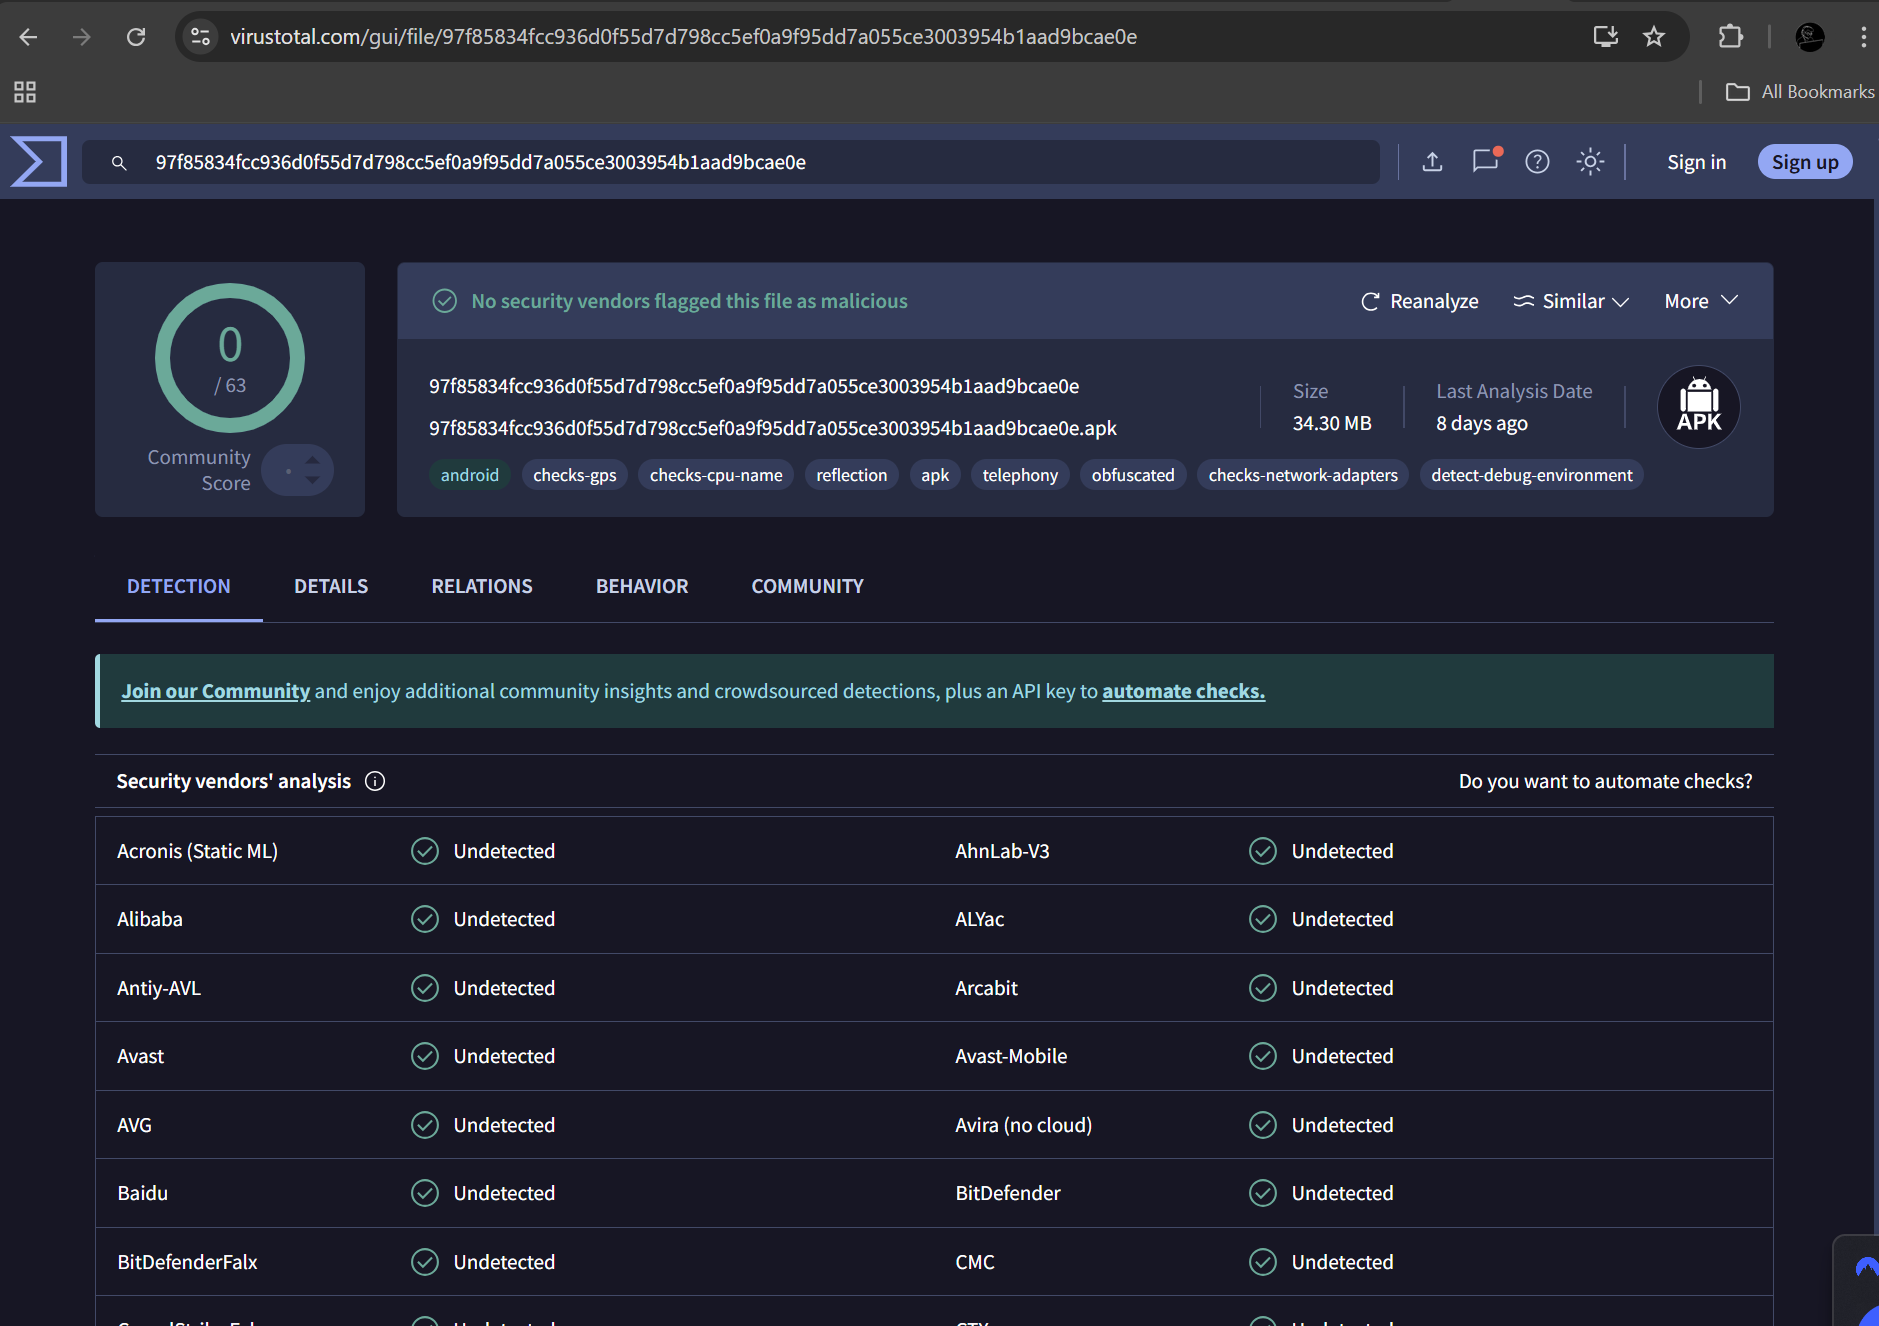 virustotal.com/gui/file/97f85834fcc936d0f55d7d798cc5ef0a9f95dd7a055ce3003954b1aad9bcae0e
All Bookmarks
97f85834fcc936d0f55d7d798cc5ef0a9f95dd7a055ce3003954b1aad9bcae0e
Sign in
Sign up
0
/ 63
Community
Score
No security vendors flagged this file as malicious
Reanalyze
Similar
More
97f85834fcc936d0f55d7d798cc5ef0a9f95dd7a055ce3003954b1aad9bcae0e
97f85834fcc936d0f55d7d798cc5ef0a9f95dd7a055ce3003954b1aad9bcae0e.apk
Size
34.30 MB
Last Analysis Date
8 days ago
APK
android checks-gps checks-cpu-name reflection apk telephony obfuscated checks-network-adapters detect-debug-environment
DETECTION DETAILS RELATIONS BEHAVIOR COMMUNITY
Join our Community and enjoy additional community insights and crowdsourced detections, plus an API key to automate checks.
Security vendors' analysis
Do you want to automate checks?
Acronis (Static ML) Undetected AhnLab-V3 Undetected
Alibaba Undetected ALYac Undetected
Antiy-AVL Undetected Arcabit Undetected
Avast Undetected Avast-Mobile Undetected
AVG Undetected Avira (no cloud) Undetected
Baidu Undetected BitDefender Undetected
BitDefenderFalx Undetected CMC Undetected